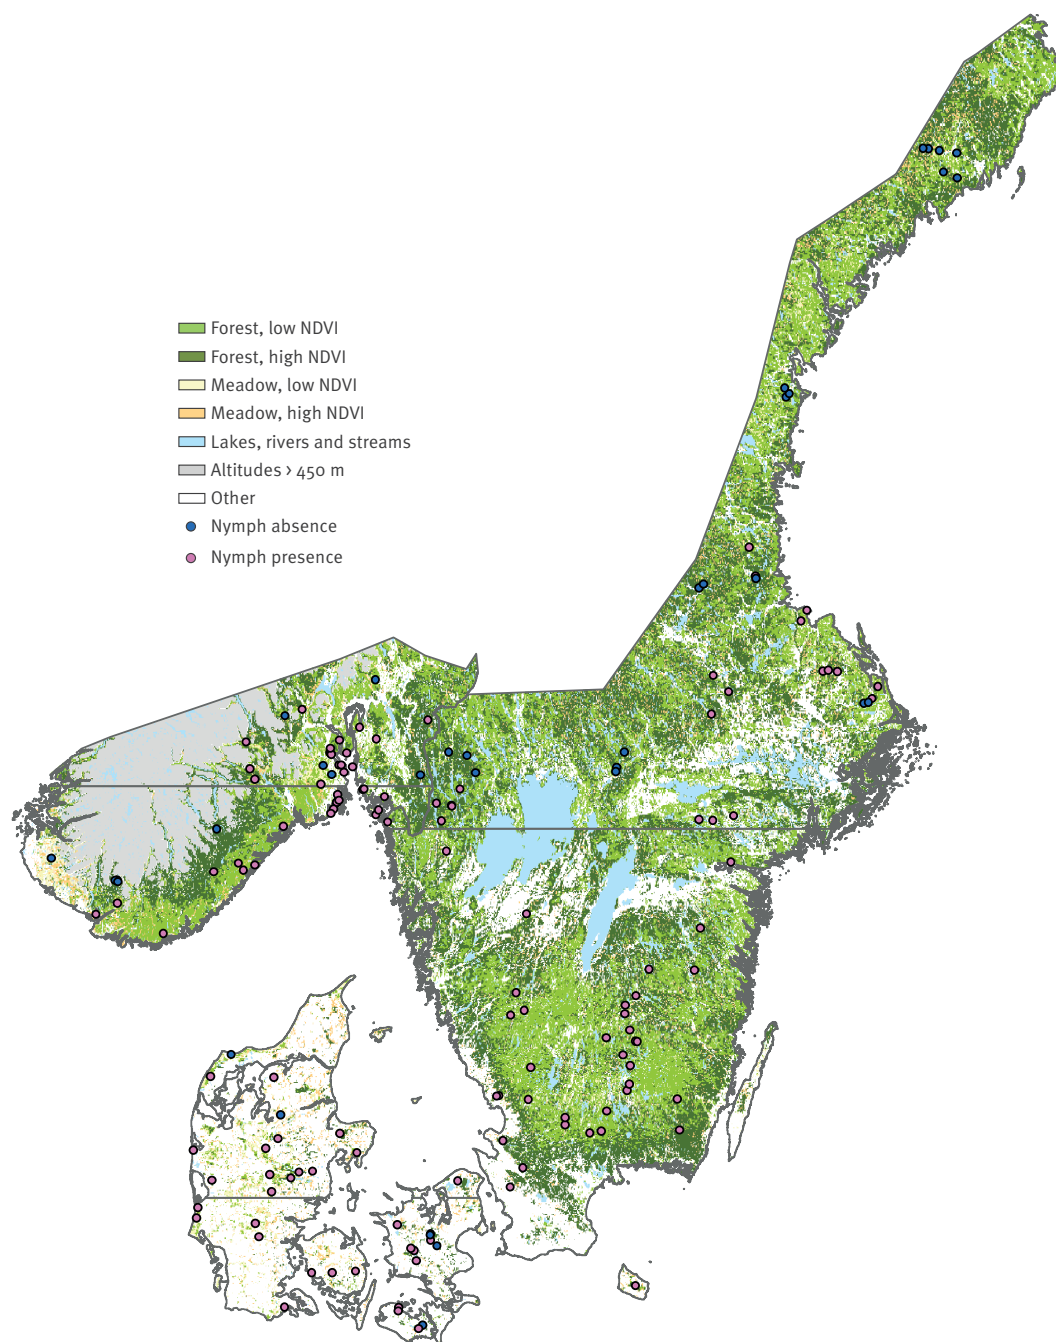 Forest, low NDVI
Forest, high NDVI
Meadow, low NDVI
Meadow, high NDVI
Lakes, rivers and streams
Altitudes > 450 m
Other
Nymph absence
Nymph presence